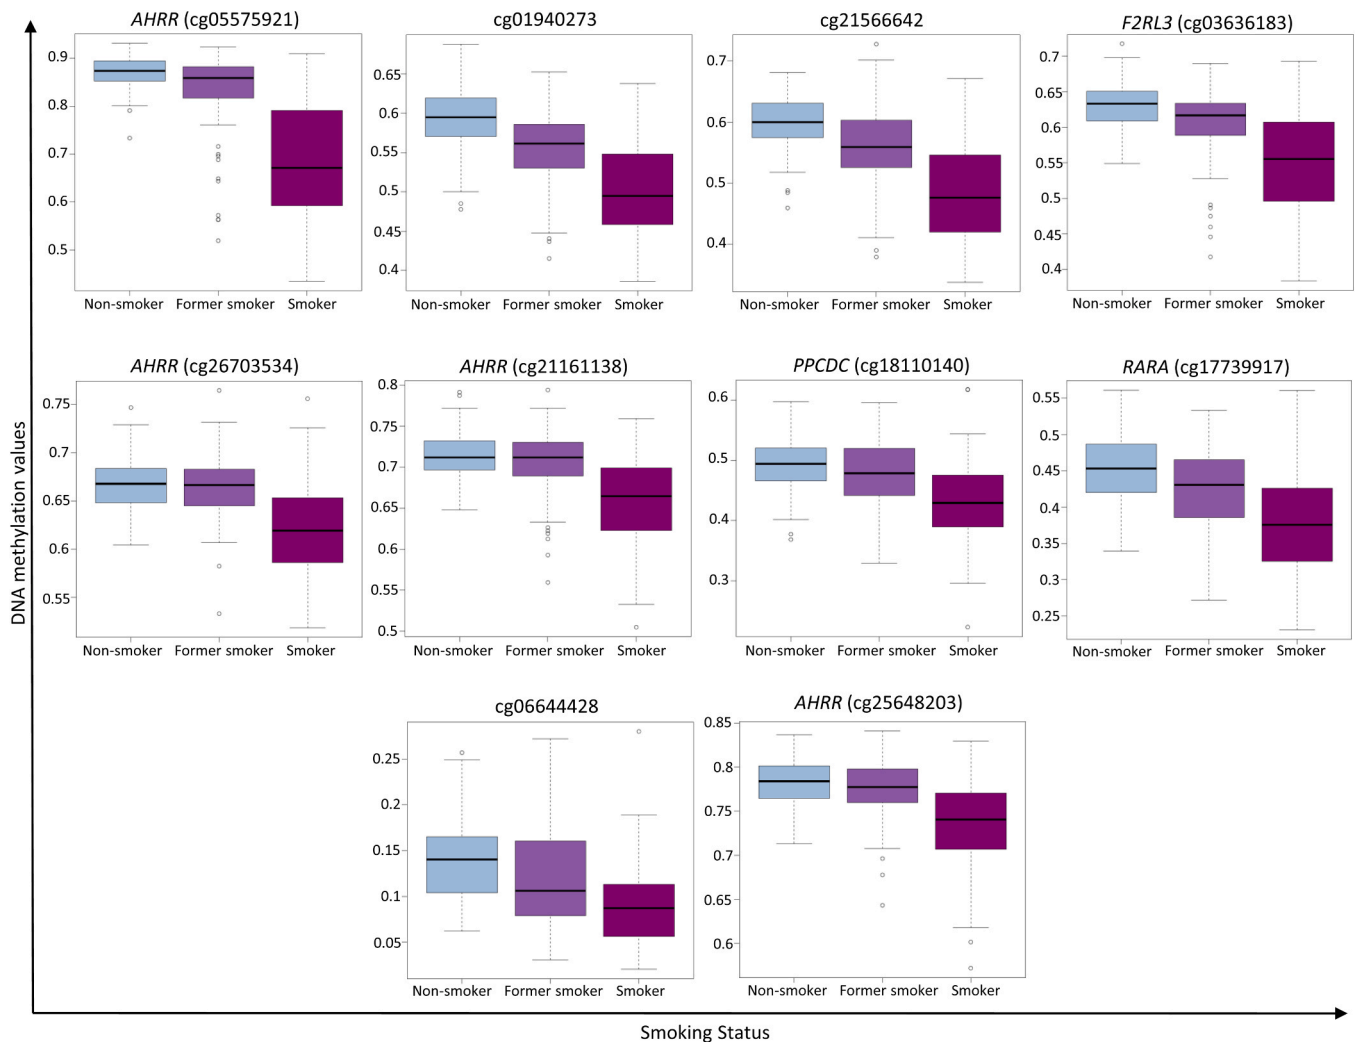 AHRR (cg05575921)
0.9
0.8
0.7
0.6
0.5
Non-smoker Former smoker Smoker
cg01940273
0.65
0.6
0.55
0.5
0.45
0.4
Non-smoker Former smoker Smoker
cg21566642
0.7
0.6
0.5
0.4
Non-smoker Former smoker Smoker
F2RL3 (cg03636183)
0.7
0.65
0.6
0.55
0.5
0.45
0.4
Non-smoker Former smoker Smoker
DNA methylation values
AHRR (cg26703534)
0.75
0.7
0.65
0.6
0.55
Non-smoker Former smoker Smoker
AHRR (cg21161138)
0.8
0.75
0.7
0.65
0.6
0.55
0.5
Non-smoker Former smoker Smoker
PPCDC (cg18110140)
0.6
0.5
0.4
0.3
Non-smoker Former smoker Smoker
RARA (cg17739917)
0.55
0.5
0.45
0.4
0.35
0.3
0.25
Non-smoker Former smoker Smoker
cg06644428
0.25
0.2
0.15
0.1
0.05
Non-smoker Former smoker Smoker
AHRR (cg25648203)
0.85
0.8
0.75
0.7
0.65
0.6
Non-smoker Former smoker Smoker
Smoking Status